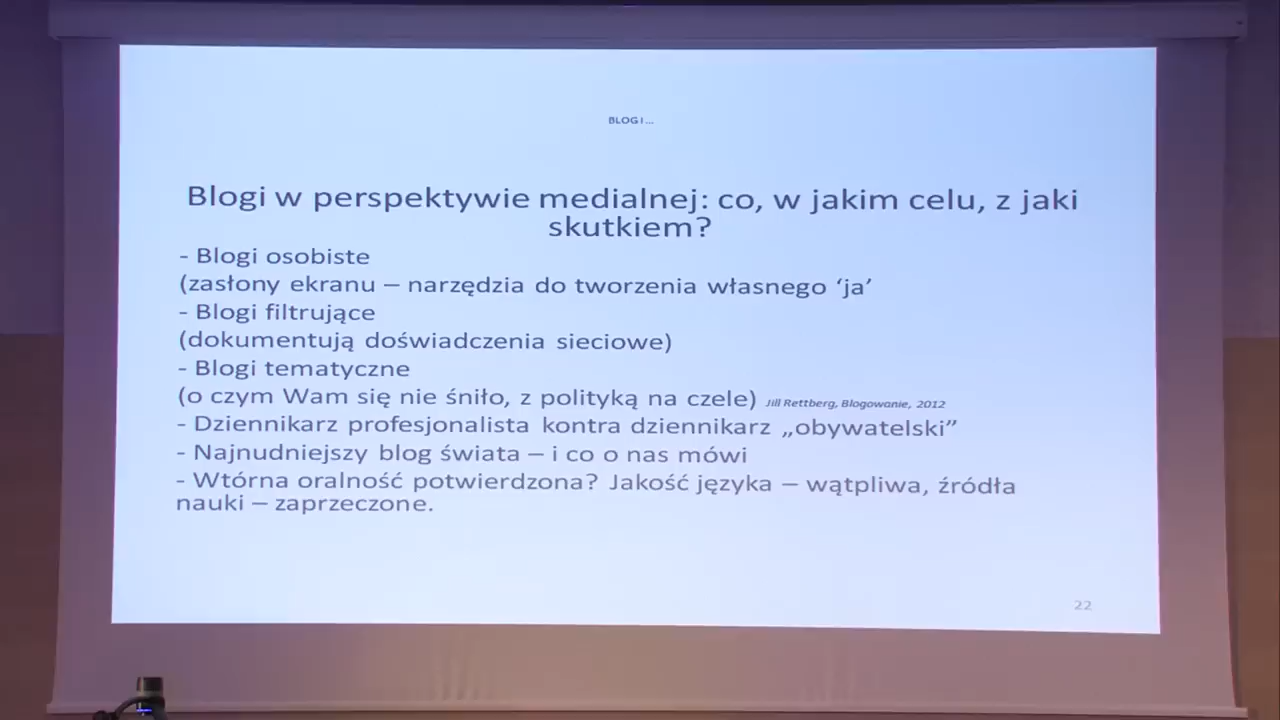 BLOGI...
Blogi w perspektywie medialnej: co, w jakim celu, z jaki
skutkiem?
- Blogi osobiste
(zasłony ekranu – narzędzia do tworzenia własnego ‘ja’
- Blogi filtrujące
(dokumentują doświadczenia sieciowe)
- Blogi tematyczne
(o czym Wam się nie śniło, z polityką na czele) Jill Rettberg, Blogowanie, 2012
- Dziennikarz profesjonalista kontra dziennikarz „obywatelski”
- Najnudniejszy blog świata – i co o nas mówi
- Wtórna oralność potwierdzona? Jakość języka – wątpliwa, źródła
nauki – zaprzeczone.
22